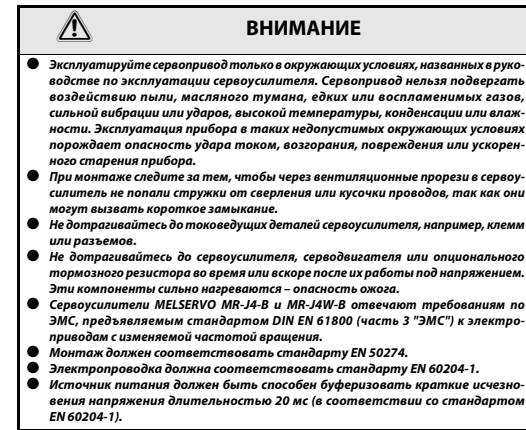 ВНИМАНИЕ
● Эксплуатируйте сервопривод только в окружающих условиях, названных в руко-
водстве по эксплуатации сервоусилителя. Сервопривод нельзя подвергать
воздействию пыли, масляного тумана, едких или воспламенимых газов,
сильной вибрации или ударов, высокой температуры, конденсации или влаж-
ности. Эксплуатация прибора в таких недопустимых окружающих условиях
порождает опасность удара током, возгорания, повреждения или ускорен-
ного старения прибора.
● При монтаже следите за тем, чтобы через вентиляционные прорези в сервоу-
силитель не попали стружки от сверления или кусочки проводов, так как они
могут вызвать короткое замыкание.
● Не дотрагивайтесь до токоведущих деталей сервоусилителя, например, клемм
или разъемов.
● Не дотрагивайтесь до сервоусилителя, серводвигателя или опционального
тормозного резистора во время или вскоре после их работы под напряжением.
Эти компоненты сильно нагреваются – опасность ожога.
● Сервоусилители MELSERVO MR-J4-B и MR-J4W-B отвечают требованиям по
ЭМС, предъявляемым стандартом DIN EN 61800 (часть 3 "ЭМС") к электро-
приводам с изменяемой частотой вращения.
● Монтаж должен соответствовать стандарту EN 50274.
● Электропроводка должна соответствовать стандарту EN 60204-1.
● Источник питания должен быть способен буферизовать краткие исчезно-
вения напряжения длительностью 20 мс (в соответствии со стандартом
EN 60204-1).